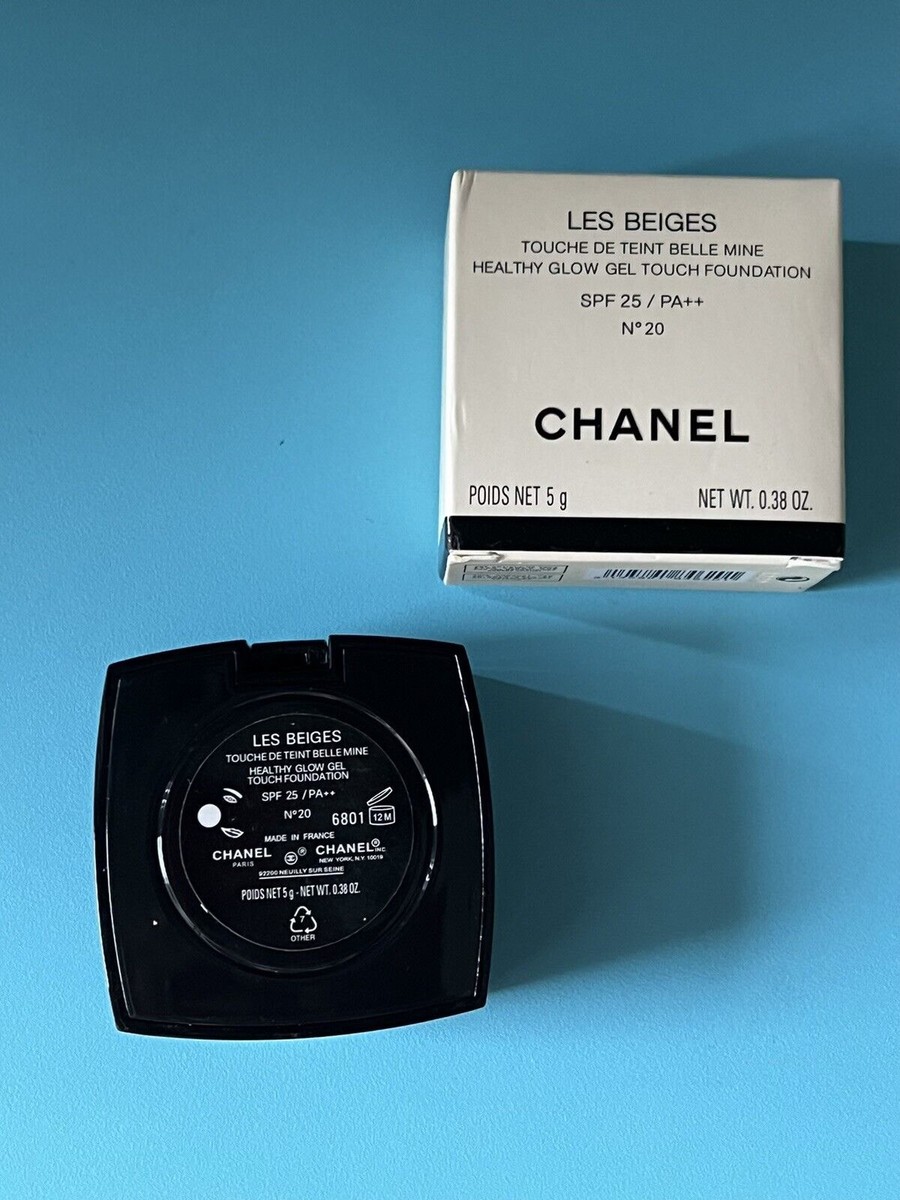 LES BEIGES
TOUCHE DE TEINT BELLE MINE
HEALTHY GLOW GEL TOUCH FOUNDATION
SPF 25 / PA++
N° 20
CHANEL
POIDS NET 5 g NET WT. 0.38 OZ.
LES BEIGES
TOUCHE DE TEINT BELLE MINE
HEALTHY GLOW GEL
TOUCH FOUNDATION
SPF 25 / PA++
N° 20
6801 12 M
MADE IN FRANCE
CHANEL ® CHANEL® INC.
PARIS NEW YORK, N.Y. 10019
92200 NEUILLY SUR SEINE
POIDS NET 5 g - NET WT. 0.38 OZ.
7
OTHER